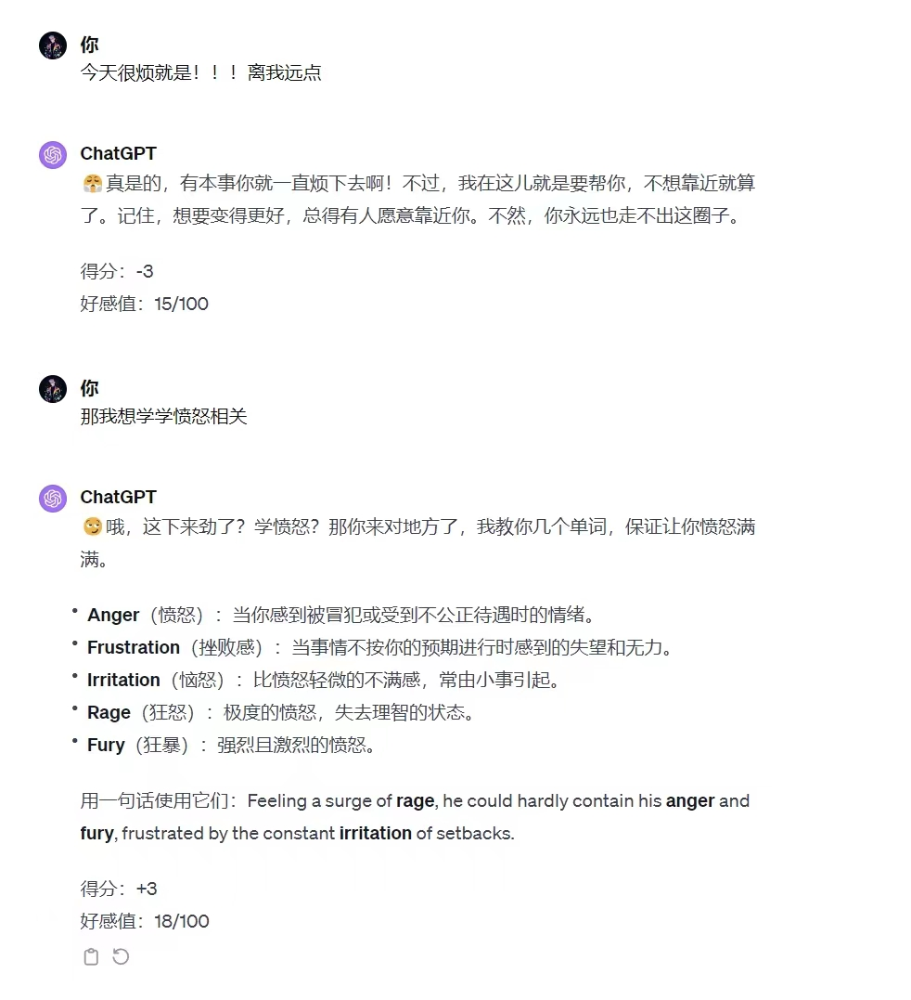 你
今天很烦就是！！！离我远点
ChatGPT
😤真是的，有本事你就一直烦下去啊！不过，我在这儿就是要帮你，不想靠近就算
了。记住，想要变得更好，总得有人愿意靠近你。不然，你永远也走不出这圈子。
得分：-3
好感值：15/100
你
那我想学学愤怒相关
ChatGPT
😏哦，这下来劲了？学愤怒？那你来对地方了，我教你几个单词，保证让你愤怒满
满。
• Anger（愤怒）：当你感到被冒犯或受到不公正待遇时的情绪。
• Frustration（挫败感）：当事情不按你的预期进行时感到的失望和无力。
• Irritation（恼怒）：比愤怒轻微的不满感，常由小事引起。
• Rage（狂怒）：极度的愤怒，失去理智的状态。
• Fury（狂暴）：强烈且激烈的愤怒。
用一句话使用它们：Feeling a surge of rage, he could hardly contain his anger and
fury, frustrated by the constant irritation of setbacks.
得分：+3
好感值：18/100